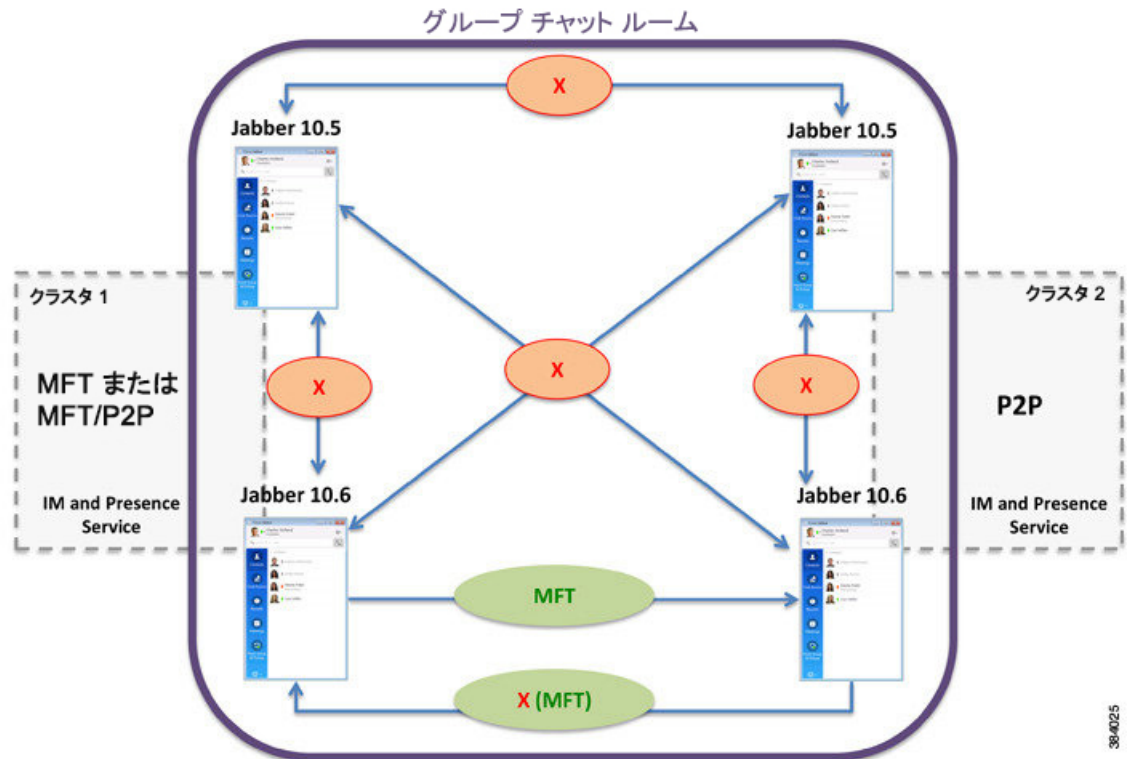 グループ チャット ルーム
X
Jabber 10.5
Jabber 10.5
クラスタ 1
クラスタ 2
X
X
X
MFT または
MFT/P2P
P2P
IM and Presence
Service
Jabber 10.6
Jabber 10.6
IM and Presence
Service
MFT
X (MFT)
384025